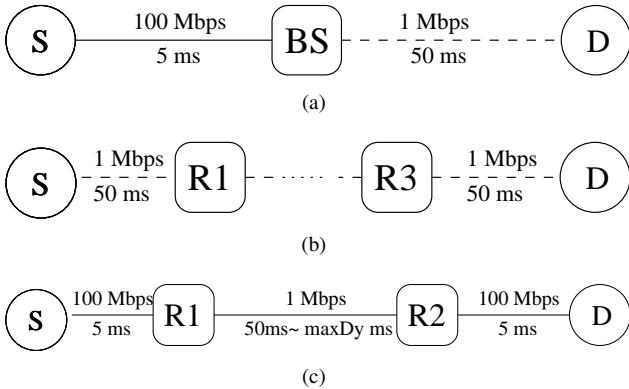 100 Mbps 1 Mbps
S BS D
5 ms 50 ms
(a)
1 Mbps 1 Mbps
S R1 ...... R3 D
50 ms 50 ms
(b)
100 Mbps 1 Mbps 100 Mbps
S R1 R2 D
5 ms 50ms~ maxDy ms 5 ms
(c)